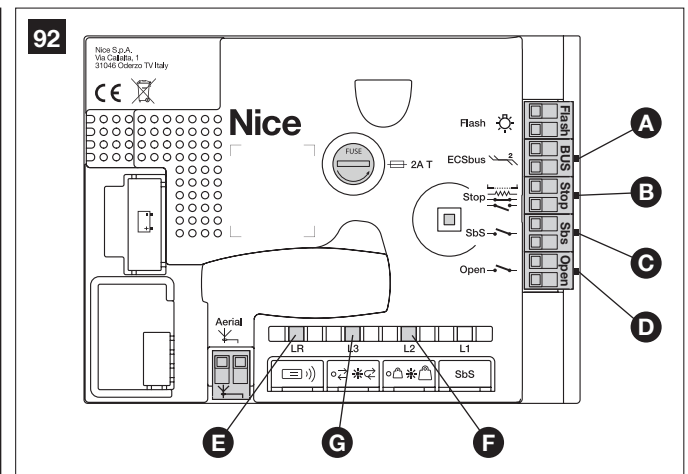 92
Nice S.p.A.
Via Callalta, 1
31046 Oderzo TV Italy
CE
Nice
FUSE
2A T
Flash
ECSbus
2
Stop
SbS
Open
Flash
BUS
Stop
Sbs
Open
A
B
C
D
Aerial
LR
L3
L2
L1
SbS
E
G
F